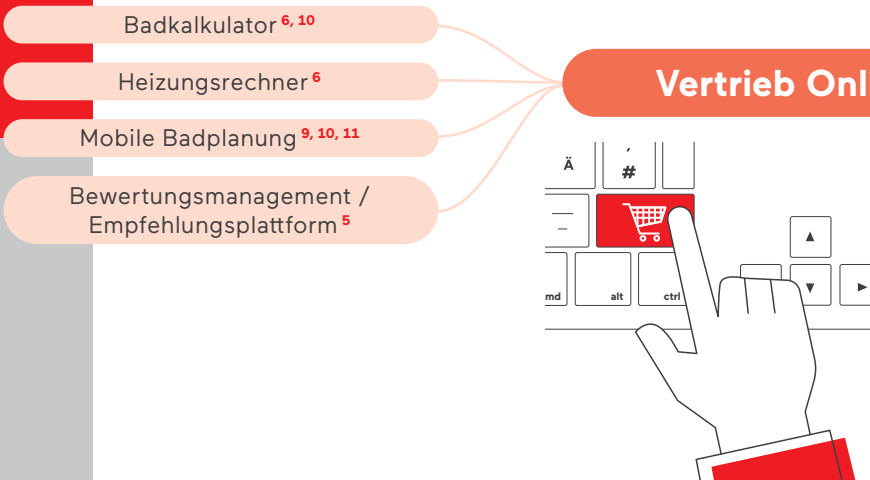 Badkalkulator 6, 10
Heizungsrechner 6
Mobile Badplanung 9, 10, 11
Bewertungsmanagement /
Empfehlungsplattform 5
Vertrieb Onl
Ä
' #
md alt ctrl